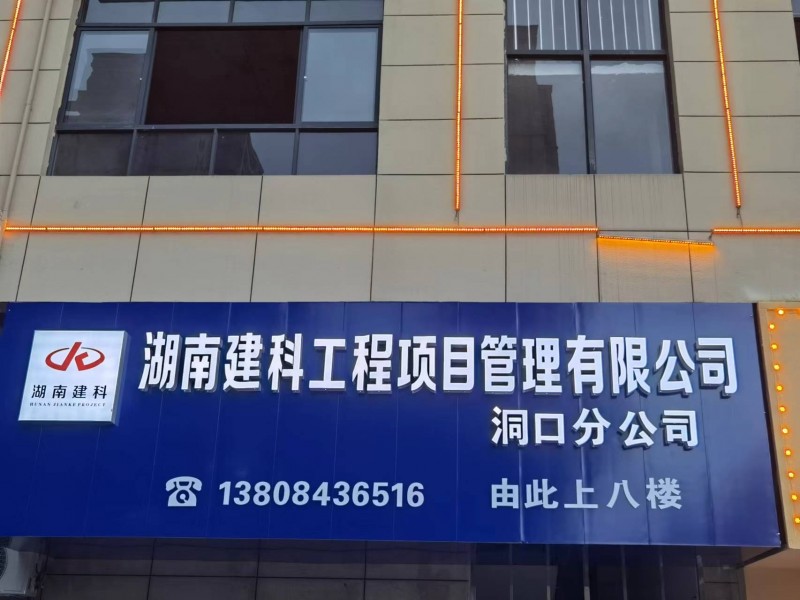 湖南建科工程项目管理有限公司
湖南建科
HUNAN JIANKE PROJECT
洞口分公司
☎ 13808436516 由此上八楼